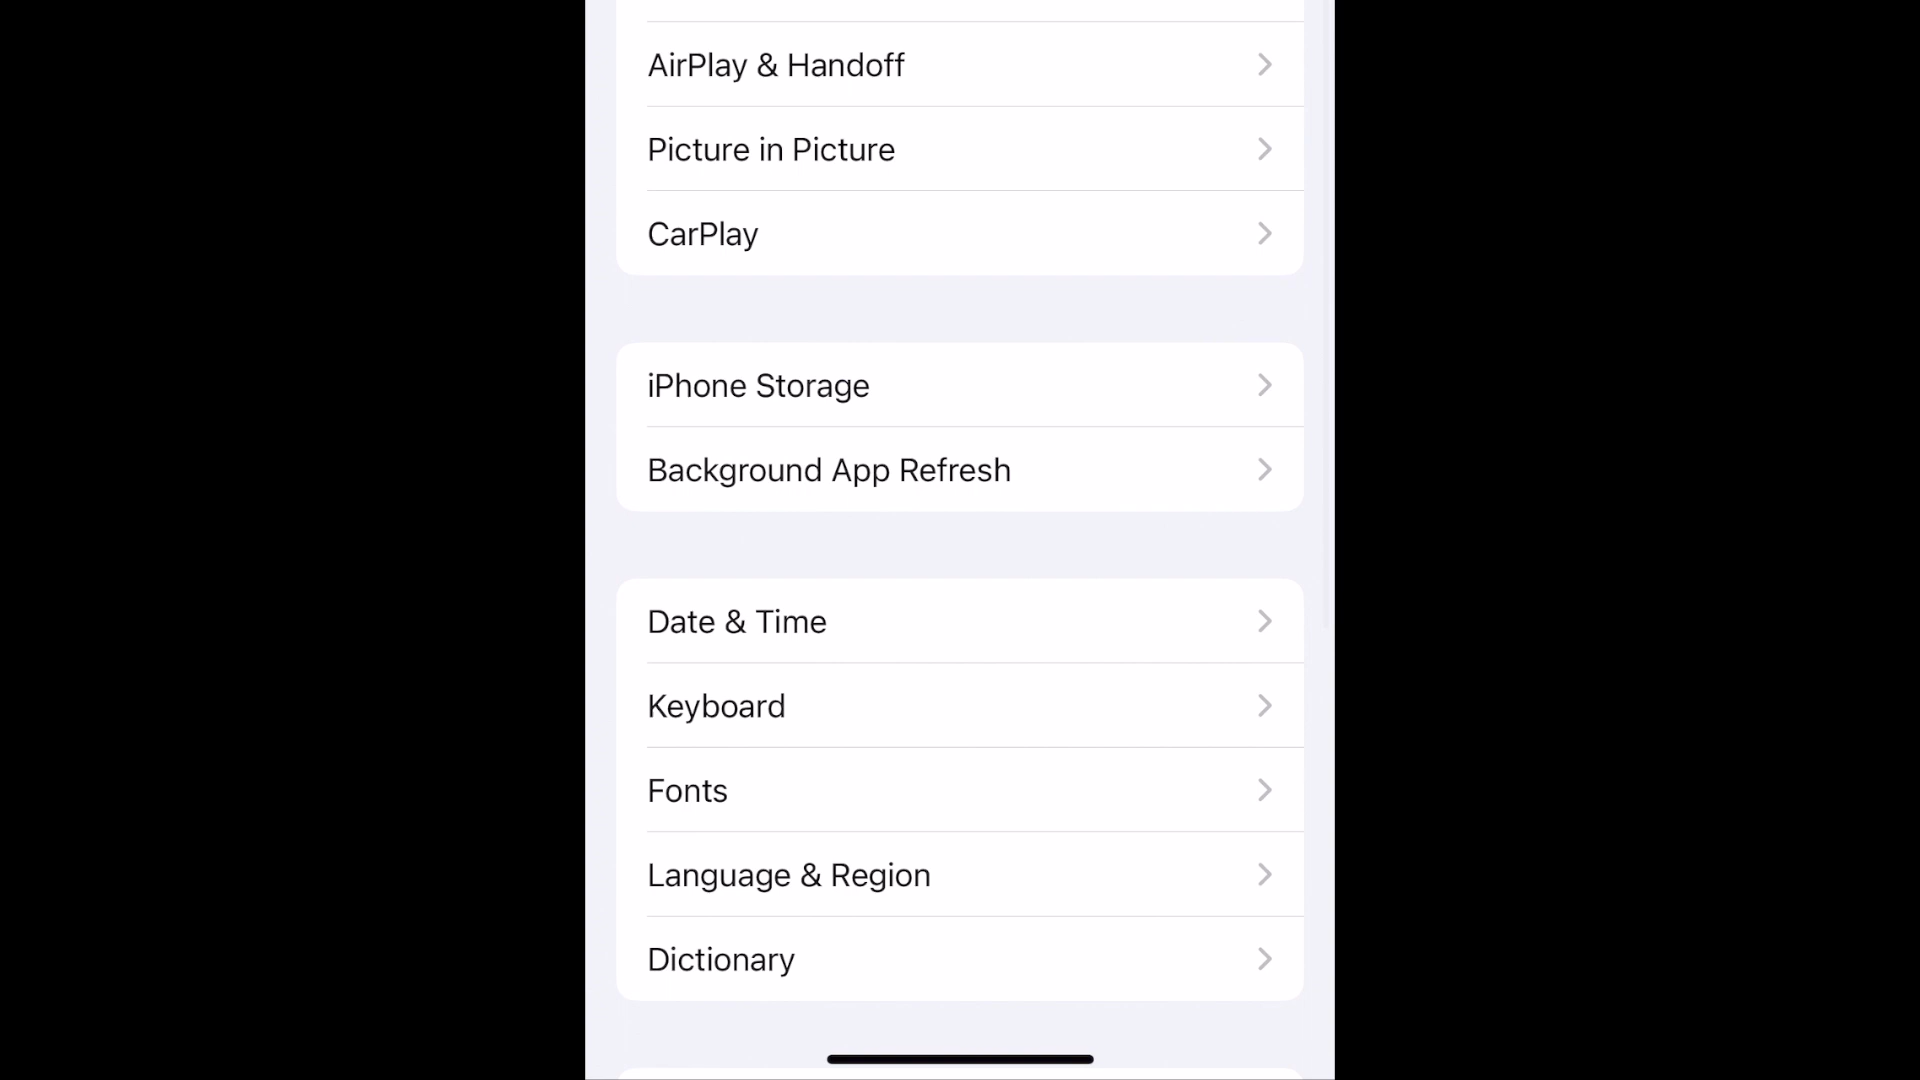 AirPlay & Handoff
Picture in Picture
CarPlay
iPhone Storage
Background App Refresh
Date & Time
Keyboard
Fonts
Language & Region
Dictionary